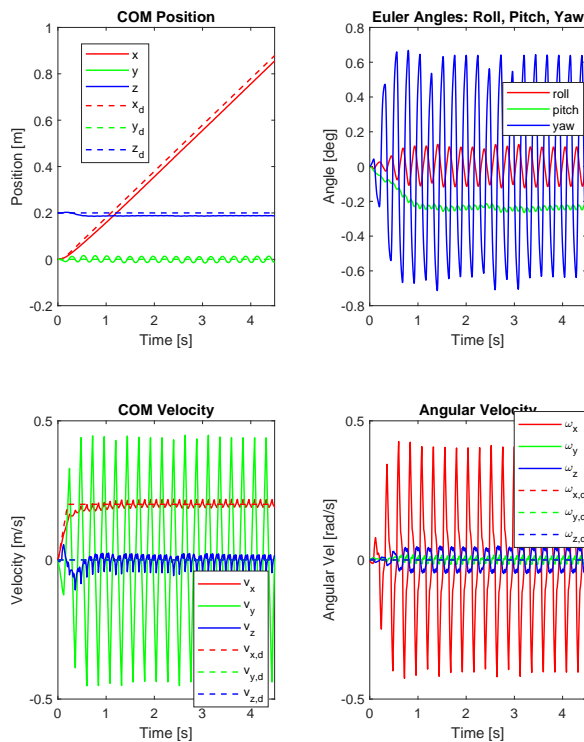 COM Position
1
0.8
0.6
0.4
0.2
0
-0.2
Position [m]
x
y
z
x_d
y_d
z_d
0 1 2 3 4
Time [s]
Euler Angles: Roll, Pitch, Yaw
0.8
0.6
0.4
0.2
0
-0.2
-0.4
-0.6
-0.8
Angle [deg]
roll
pitch
yaw
0 1 2 3 4
Time [s]
COM Velocity
0.5
0
-0.5
Velocity [m/s]
v_x
v_y
v_z
v_x,d
v_y,d
v_z,d
0 1 2 3 4
Time [s]
Angular Velocity
0.5
0
-0.5
Angular Vel [rad/s]
ω_x
ω_y
ω_z
ω_x,d
ω_y,d
ω_z,d
0 1 2 3 4
Time [s]